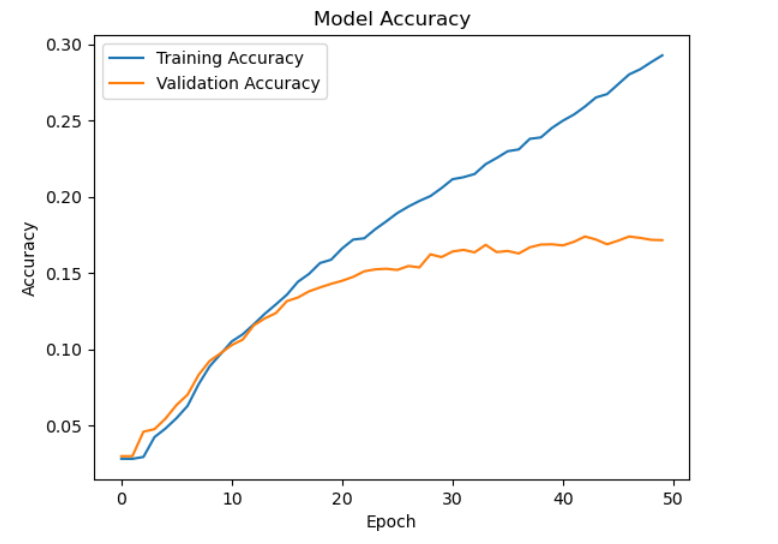 Model Accuracy
Training Accuracy
Validation Accuracy
0.30
0.25
0.20
0.15
0.10
0.05
Accuracy
0 10 20 30 40 50
Epoch